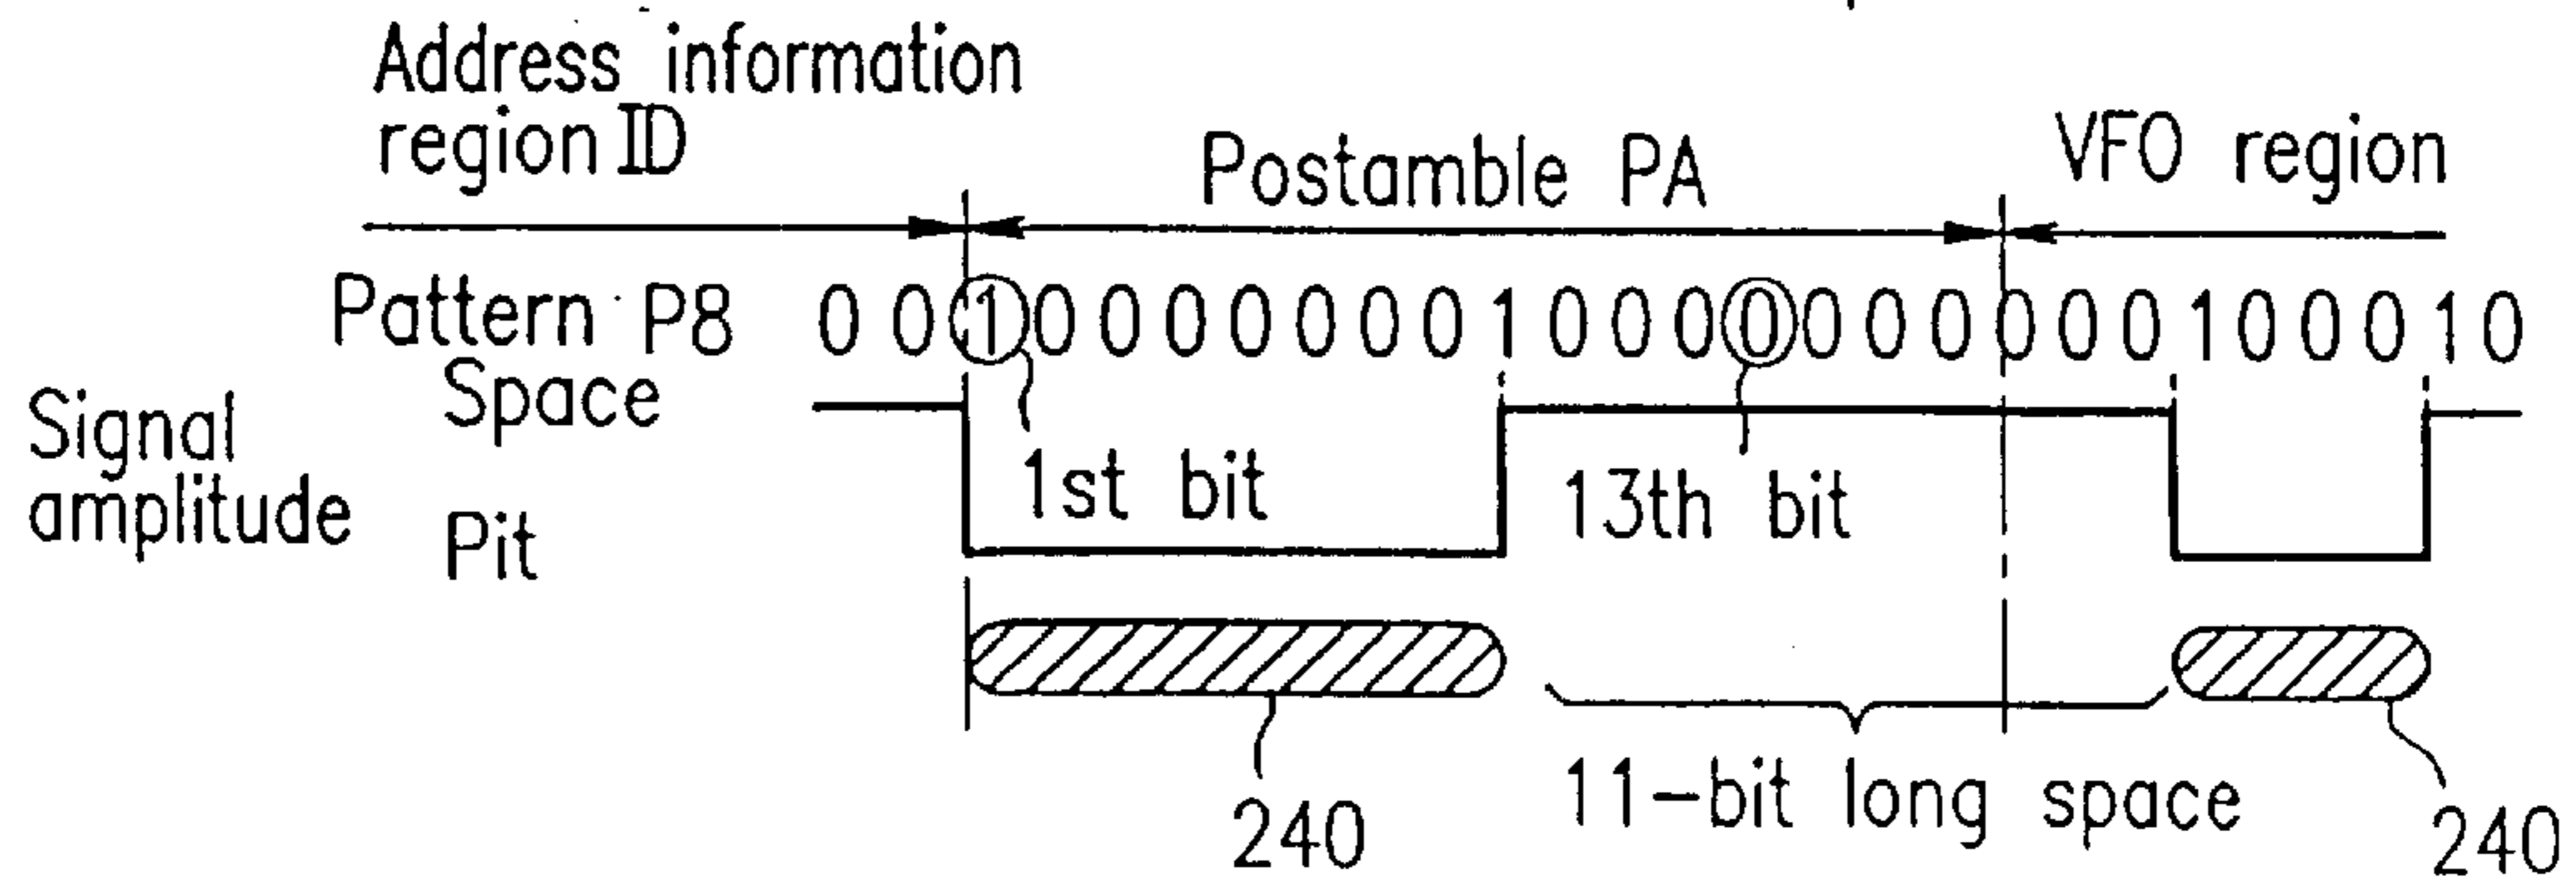 Address information
region ID
Postamble PA
VFO region
Pattern P8 0 0 1 0 0 0 0 0 0 0 1 0 0 0 0 0 0 0 0 0 0 1 0 0 0 1 0
Space
Signal
amplitude
1st bit
13th bit
Pit
11-bit long space
240
240